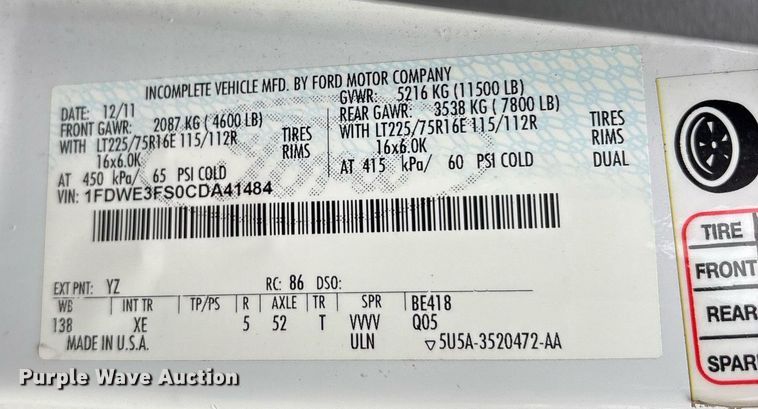 INCOMPLETE VEHICLE MFD. BY FORD MOTOR COMPANY
DATE: 12/11 GVWR: 5216 KG (11500 LB)
FRONT GAWR: 2087 KG ( 4600 LB) REAR GAWR: 3538 KG ( 7800 LB)
WITH LT225/75R16E 115/112R TIRES WITH LT225/75R16E 115/112R TIRES
16x6.0K RIMS 16x6.0K RIMS
AT 450 kPa/ 65 PSI COLD AT 415 kPa/ 60 PSI COLD DUAL
VIN: 1FDWE3FS0CDA41484
Ford
EXT PNT: YZ RC: 86 DSO:
WB INT TR TP/PS R AXLE TR SPR BE418
138 XE 5 52 T VVVV Q05
MADE IN U.S.A. ULN ▽5U5A-3520472-AA
TIRE
FRONT
REAR
SPAR
Purple Wave Auction